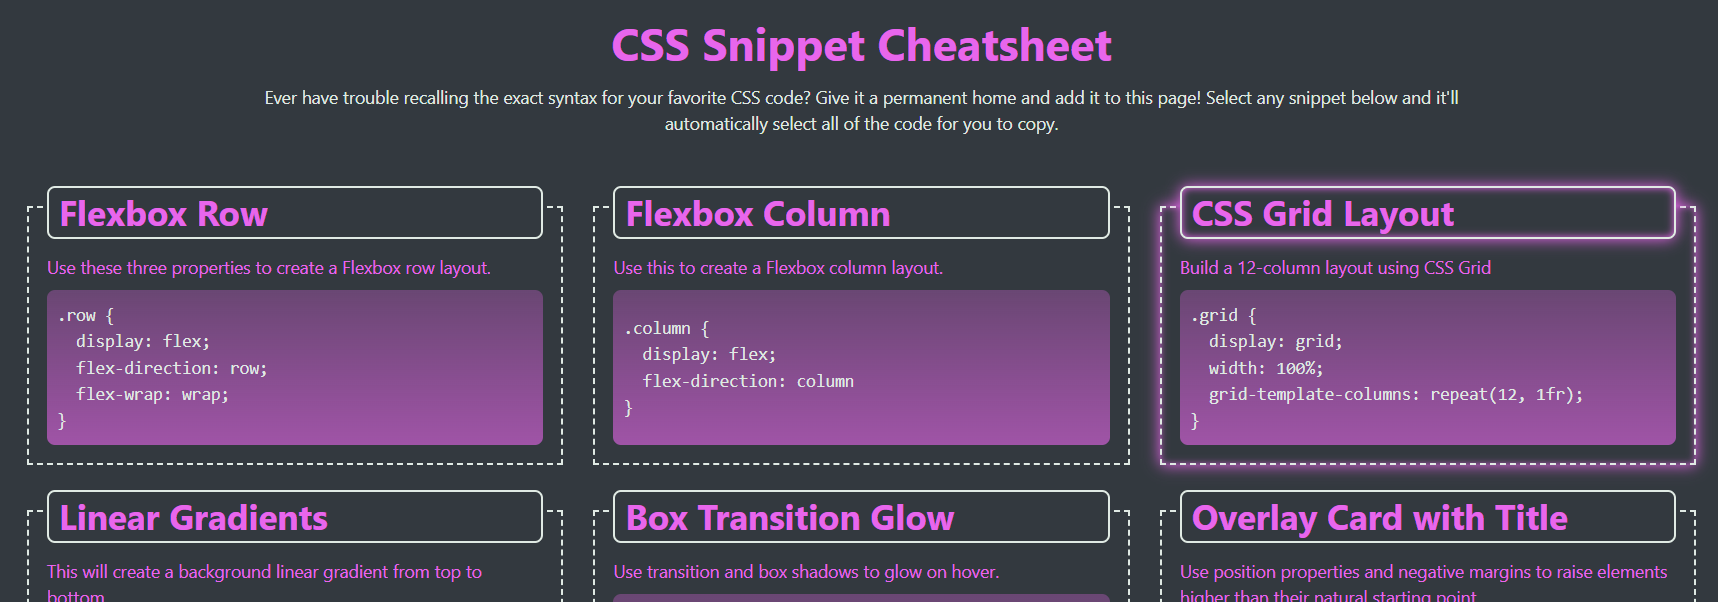 CSS Snippet Cheatsheet
Ever have trouble recalling the exact syntax for your favorite CSS code? Give it a permanent home and add it to this page! Select any snippet below and it'll
automatically select all of the code for you to copy.
Flexbox Row
Use these three properties to create a Flexbox row layout.
.row {
  display: flex;
  flex-direction: row;
  flex-wrap: wrap;
}
Flexbox Column
Use this to create a Flexbox column layout.
.column {
  display: flex;
  flex-direction: column
}
CSS Grid Layout
Build a 12-column layout using CSS Grid
.grid {
  display: grid;
  width: 100%;
  grid-template-columns: repeat(12, 1fr);
}
Linear Gradients
This will create a background linear gradient from top to
bottom
Box Transition Glow
Use transition and box shadows to glow on hover.
Overlay Card with Title
Use position properties and negative margins to raise elements
higher than their natural starting point